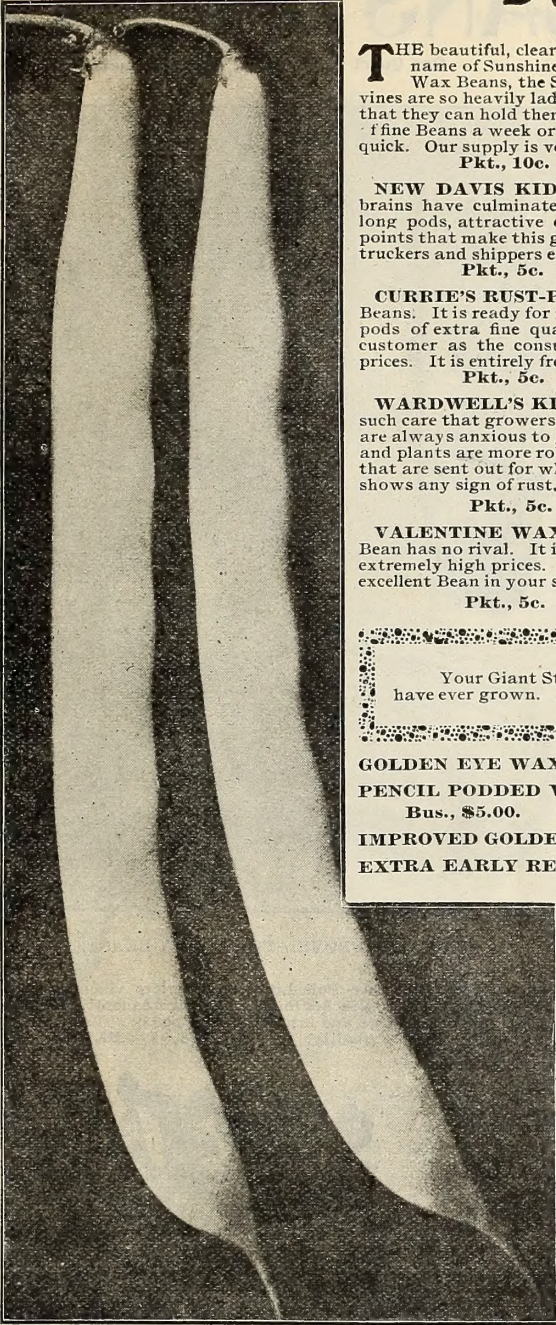 THE beautiful, clear
name of Sunshine
Wax Beans, the S
vines are so heavily lad
that they can hold ther
f fine Beans a week or
quick. Our supply is v
Pkt., 10c.
NEW DAVIS KID
brains have culminate
long pods, attractive
points that make this g
truckers and shippers e
Pkt., 5c.
CURRIE'S RUST-P
Beans. It is ready for
pods of extra fine qua
customer as the consu
prices. It is entirely fre
Pkt., 5c.
WARDWELL'S KI
such care that growers
are always anxious to
and plants are more ro
that are sent out for wh
shows any sign of rust.
Pkt., 5c.
VALENTINE WAX
Bean has no rival. It i
extremely high prices.
excellent Bean in your s
Pkt., 5c.
Your Giant St
have ever grown.
GOLDEN EYE WAX
PENCIL PODDED
Bus., $5.00.
IMPROVED GOLDE
EXTRA EARLY RE